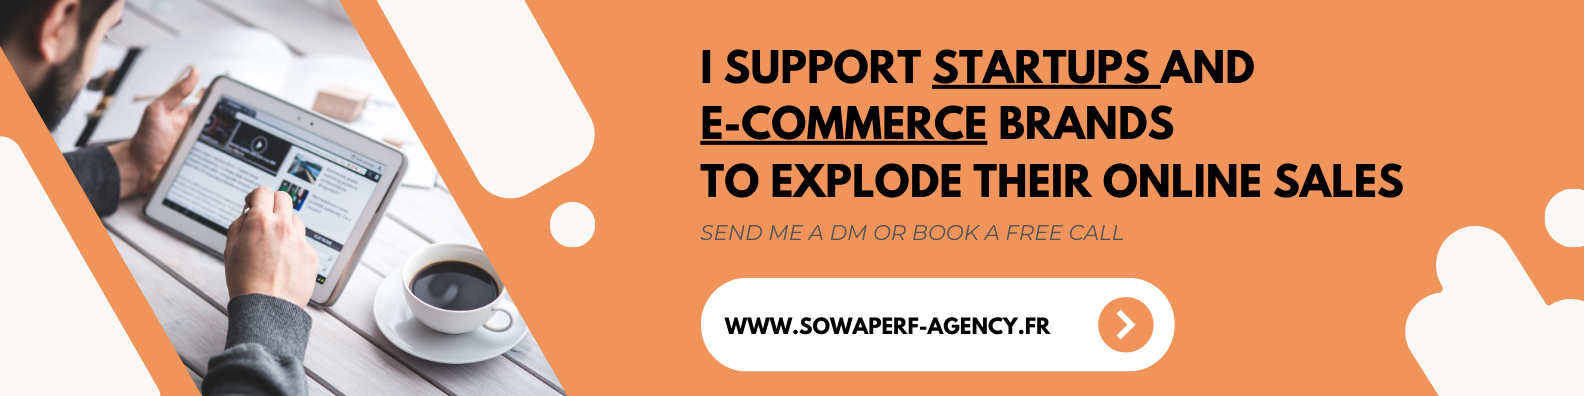 I SUPPORT STARTUPS AND
E-COMMERCE BRANDS
TO EXPLODE THEIR ONLINE SALES
SEND ME A DM OR BOOK A FREE CALL
WWW.SOWAPERF-AGENCY.FR